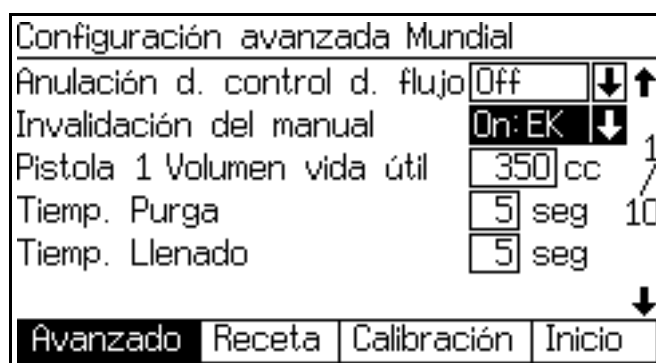 Configuración avanzada Mundial
Anulación d. control d. flujo Off
Invalidación del manual On: EK
Pistola 1 Volumen vida útil 350 cc
Tiemp. Purga 5 seg
Tiemp. Llenado 5 seg
1/10
Avanzado Receta Calibración Inicio